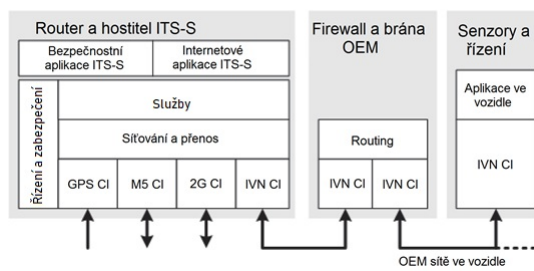 Router a hostitel ITS-S
Bezpečnostní
aplikace ITS-S
Internetové
aplikace ITS-S
Řízení a zabezpečení
Služby
Síťování a přenos
GPS CI
M5 CI
2G CI
IVN CI
Firewall a brána
OEM
Routing
IVN CI
IVN CI
Senzory a
řízení
Aplikace ve
vozidle
IVN CI
OEM sítě ve vozidle